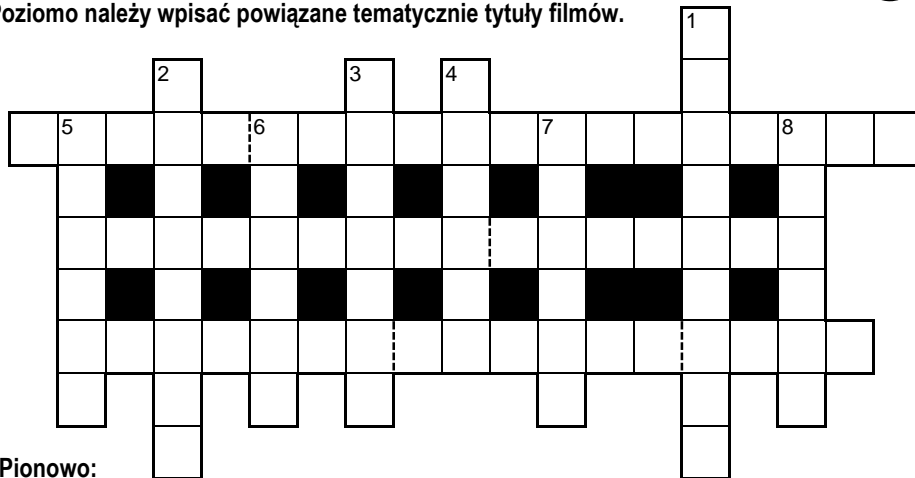 Poziomo należy wpisać powiązane tematycznie tytuły filmów.
1
2 3 4
5 6 7 8
Pionowo: